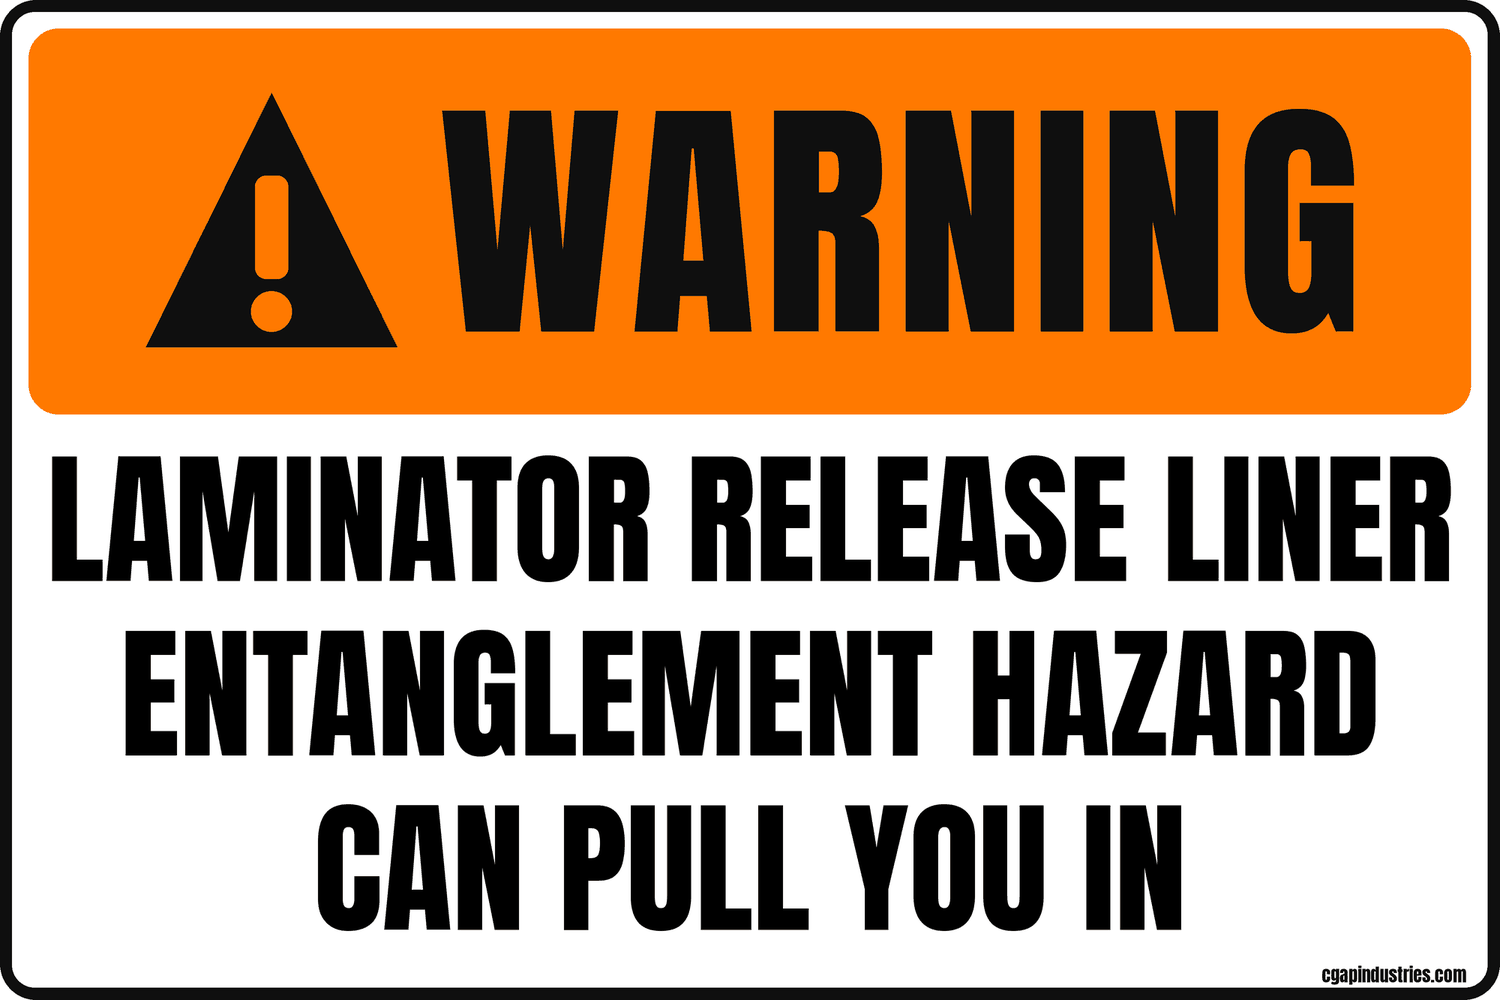 WARNING
LAMINATOR RELEASE LINER
ENTANGLEMENT HAZARD
CAN PULL YOU IN
cgapindustries.com